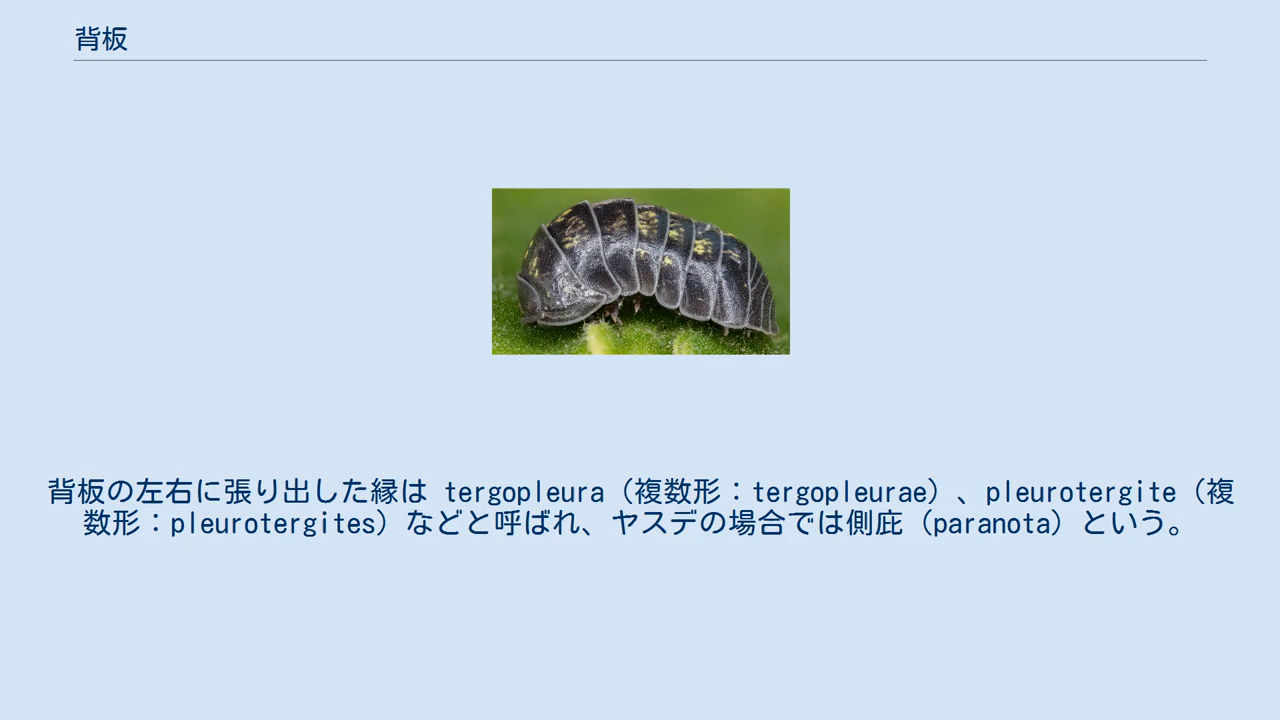 背板
背板の左右に張り出した縁は tergopleura（複数形：tergopleurae）、pleurotergite（複
数形：pleurotergites）などと呼ばれ、ヤスデの場合では側庇（paranota）という。